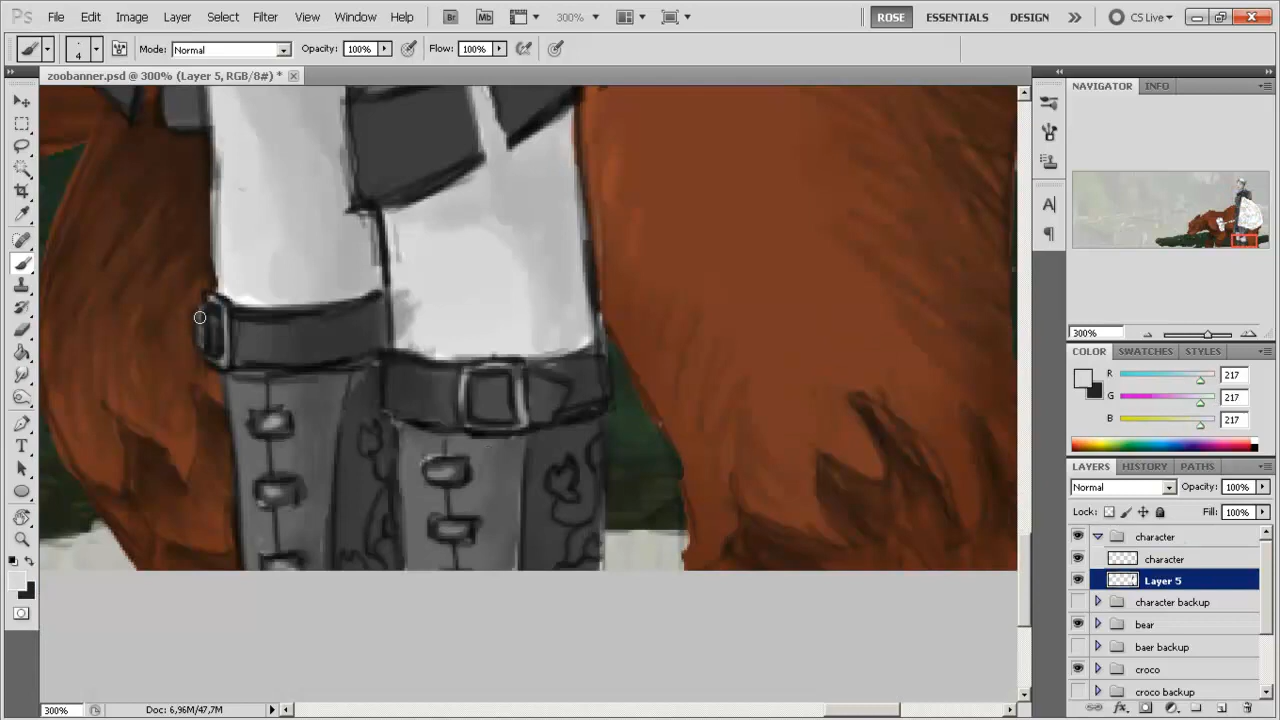 Ps File Edit Image Layer Select Filter View Window Help Br Mb 300% ROSE ESSENTIALS DESIGN CS Live
4 Mode: Normal Opacity: 100% Flow: 100%
zoobanner.psd @ 300% (Layer 5, RGB/8#) *
NAVIGATOR INFO
300%
COLOR SWATCHES STYLES
R 217
G 217
B 217
LAYERS HISTORY PATHS
Normal Opacity: 100%
Lock: Fill: 100%
character
character
Layer 5
character backup
bear
baer backup
croco
croco backup
300% Doc: 6,96M/47,7M